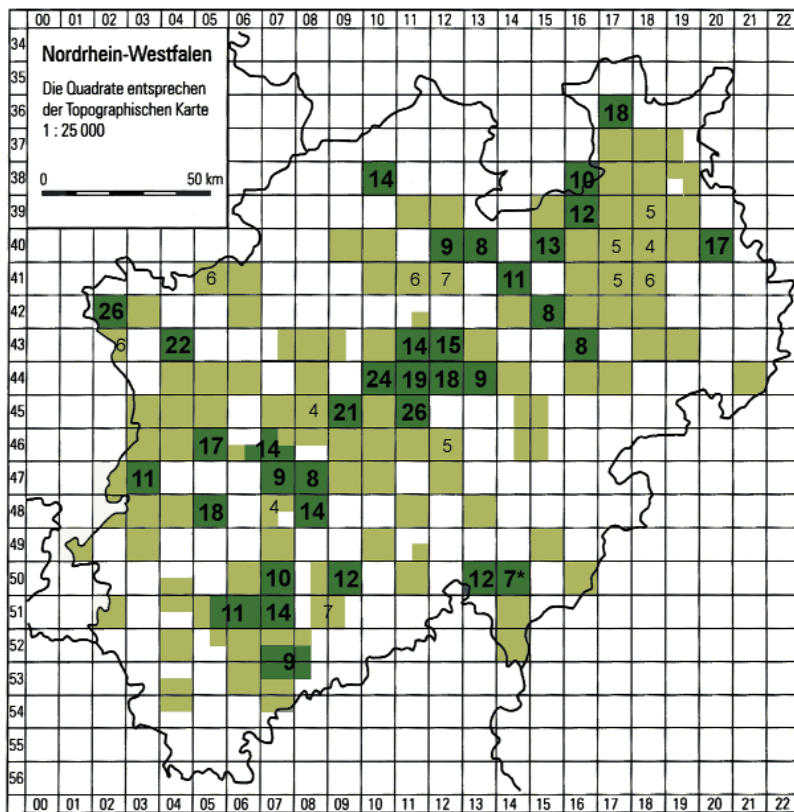 00 01 02 03 04 05 06 07 08 09 10 11 12 13 14 15 16 17 18 19 20 21 22
Nordrhein-Westfalen
Die Quadrate entsprechen
der Topographischen Karte
1 : 25 000
0 50 km
34
35
36 18
37
38 14 10
39 12 5
40 9 8 13 5 4 17
41 6 6 7 11 5 6
42 26 8
43 6 22 14 15 8
44 24 19 18 9
45 4 21 26
46 17 14 5
47 11 9 8
48 18 4 14
49
50 10 12 12 7*
51 11 14 7
52
53 9
54
55
56
00 01 02 03 04 05 06 07 08 09 10 11 12 13 14 15 16 17 18 19 20 21 22